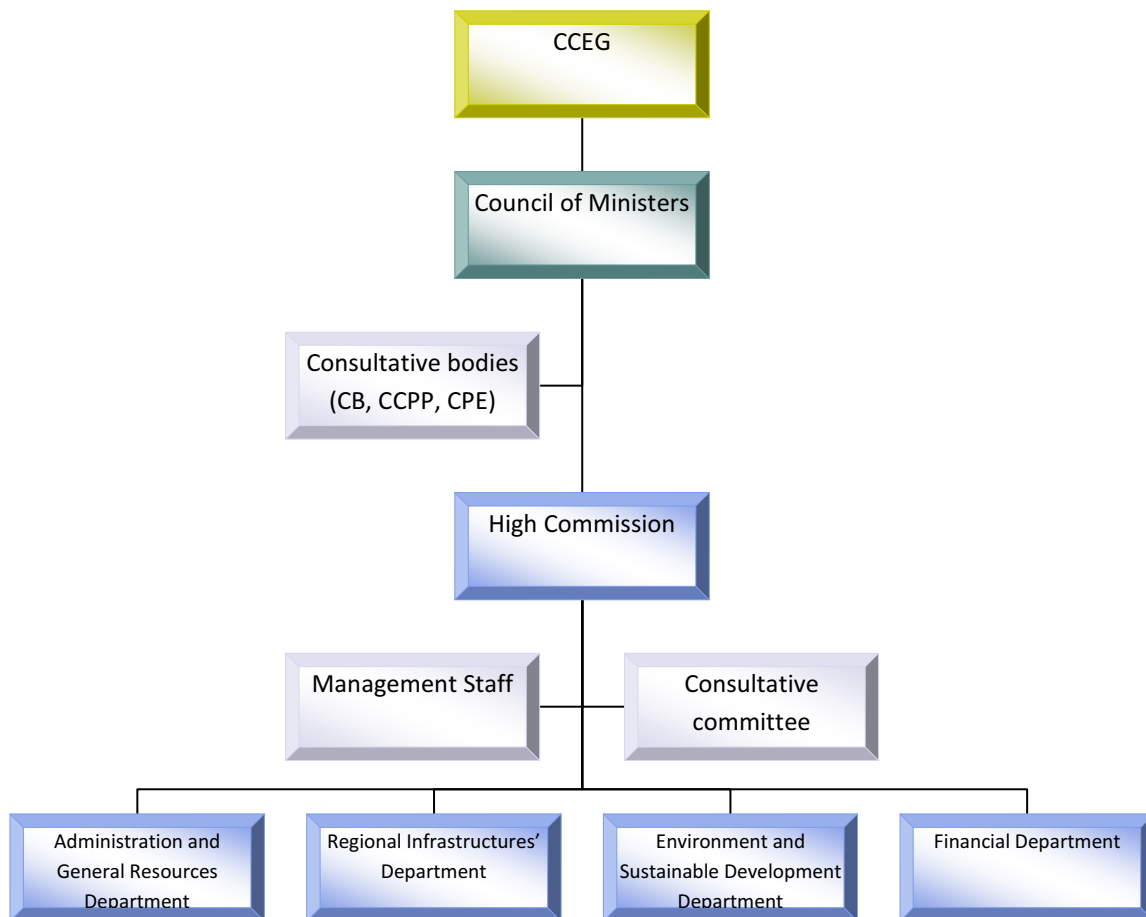 CCEG
Council of Ministers
Consultative bodies
(CB, CCPP, CPE)
High Commission
Management Staff
Consultative
committee
Administration and
General Resources
Department
Regional Infrastructures’
Department
Environment and
Sustainable Development
Department
Financial Department